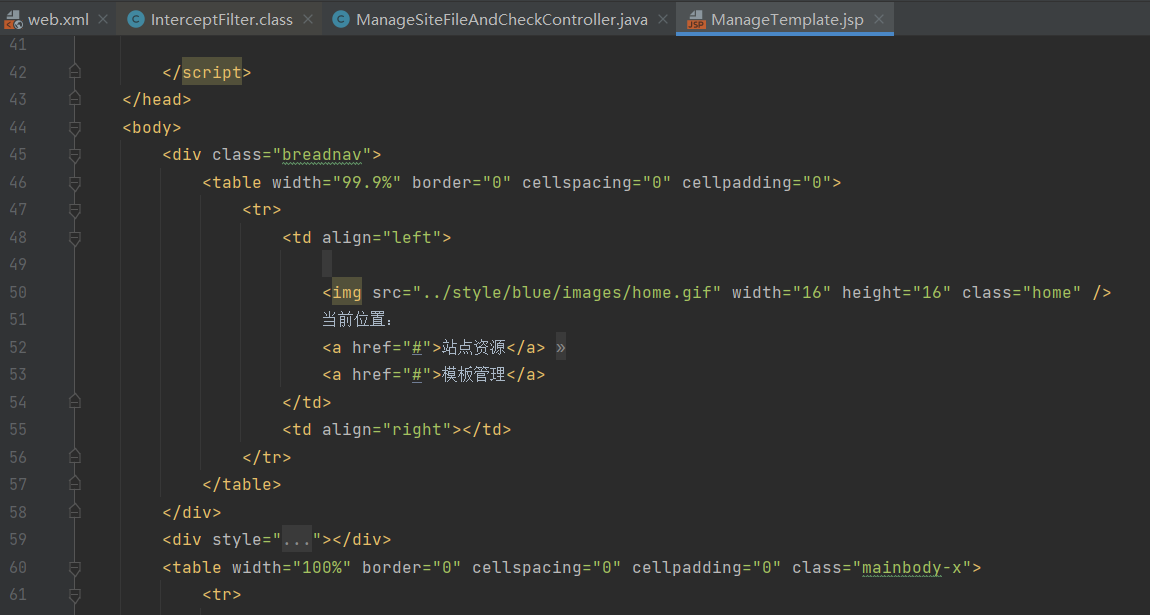 web.xml InterceptFilter.class ManageSiteFileAndCheckController.java ManageTemplate.jsp
41
42 </script>
43 </head>
44 <body>
45 <div class="breadnav">
46 <table width="99.9%" border="0" cellspacing="0" cellpadding="0">
47 <tr>
48 <td align="left">
49
50 <img src="../style/blue/images/home.gif" width="16" height="16" class="home" />
51 当前位置:
52 <a href="#">站点资源</a> »
53 <a href="#">模板管理</a>
54 </td>
55 <td align="right"></td>
56 </tr>
57 </table>
58 </div>
59 <div style="..."></div>
60 <table width="100%" border="0" cellspacing="0" cellpadding="0" class="mainbody-x">
61 <tr>